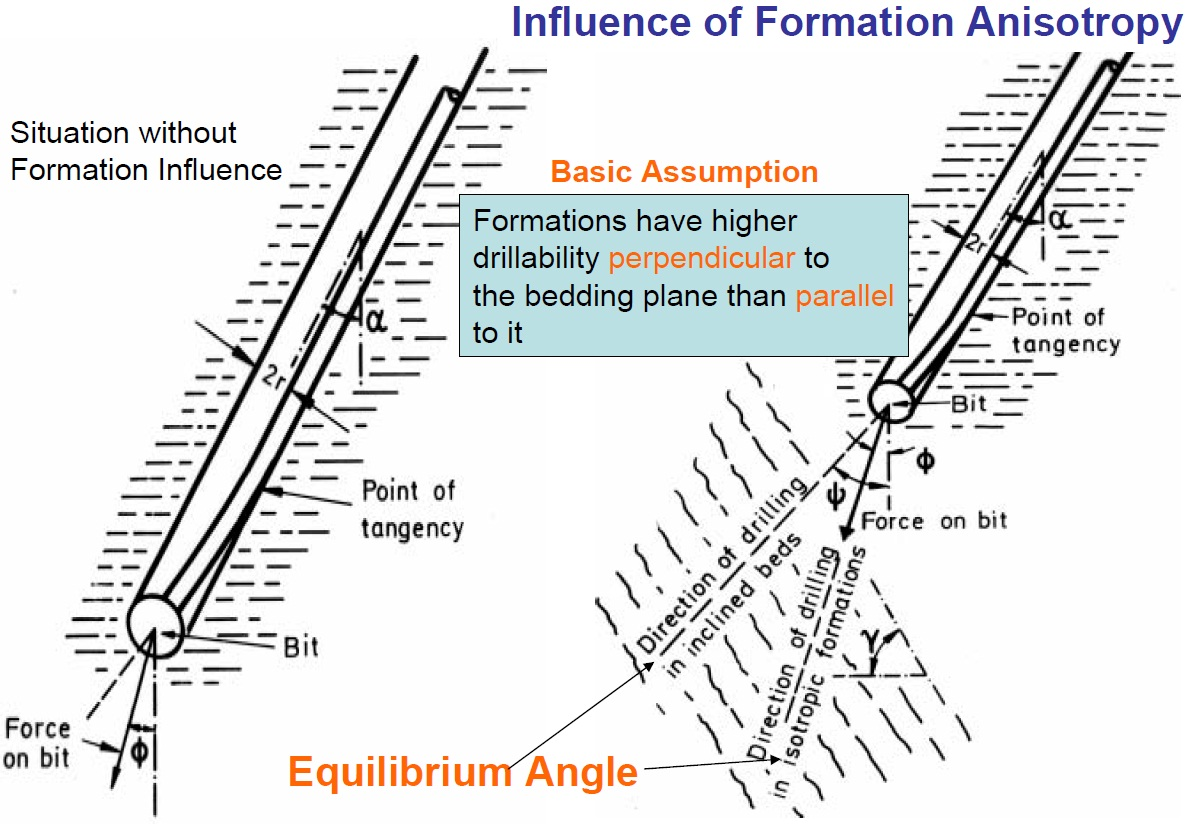 Influence of Formation Anisotropy
Situation without
Formation Influence
Basic Assumption
Formations have higher
drillability perpendicular to
the bedding plane than parallel
to it
α
2r
Point of
tangency
Bit
Force
on bit
ϕ
α
2r
Point of
tangency
Bit
ϕ
ψ
Force on bit
Direction of drilling
in inclined beds
Direction of drilling
in isotropic formations
γ
Equilibrium Angle